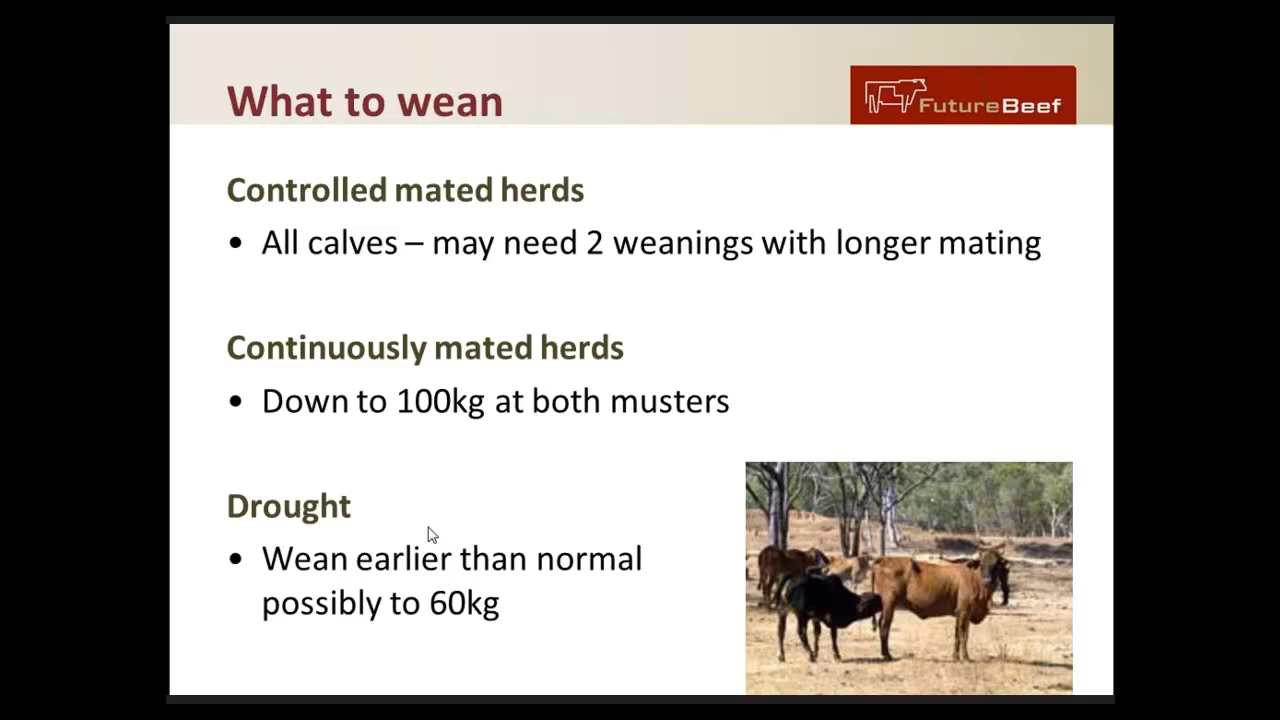 What to wean
FutureBeef
Controlled mated herds
• All calves – may need 2 weanings with longer mating
Continuously mated herds
• Down to 100kg at both musters
Drought
• Wean earlier than normal
possibly to 60kg